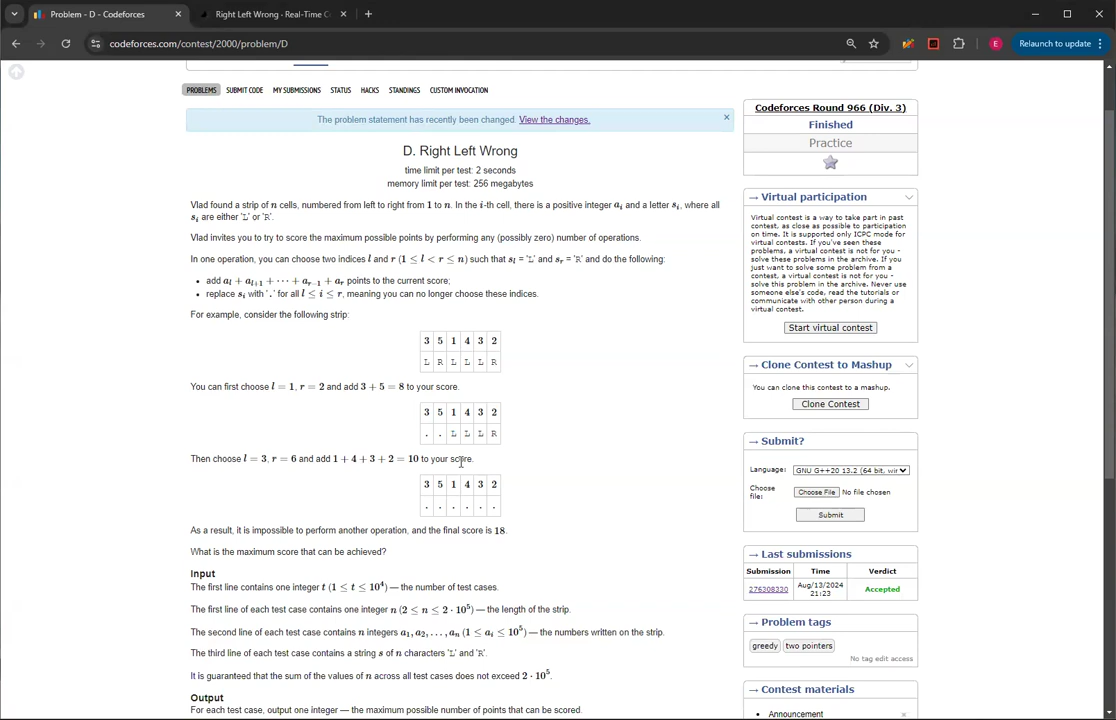 Problem - D - Codeforces
Right Left Wrong - Real-Time C
codeforces.com/contest/2000/problem/D
E
Relaunch to update
PROBLEMS SUBMIT CODE MY SUBMISSIONS STATUS HACKS STANDINGS CUSTOM INVOCATION
The problem statement has recently been changed. View the changes.
×
D. Right Left Wrong
time limit per test: 2 seconds
memory limit per test: 256 megabytes
Vlad found a strip of n cells, numbered from left to right from 1 to n. In the i-th cell, there is a positive integer a_i and a letter s_i, where all
s_i are either 'L' or 'R'.
Vlad invites you to try to score the maximum possible points by performing any (possibly zero) number of operations.
In one operation, you can choose two indices l and r (1 ≤ l < r ≤ n) such that s_l = 'L' and s_r = 'R' and do the following:
• add a_l + a_{l+1} + ⋯ + a_{r−1} + a_r points to the current score;
• replace s_i with '.' for all l ≤ i ≤ r, meaning you can no longer choose these indices.
For example, consider the following strip:
3 5 1 4 3 2
L R L L L R
You can first choose l = 1, r = 2 and add 3 + 5 = 8 to your score.
3 5 1 4 3 2
. . L L L R
Then choose l = 3, r = 6 and add 1 + 4 + 3 + 2 = 10 to your score.
3 5 1 4 3 2
. . . . . .
As a result, it is impossible to perform another operation, and the final score is 18.
What is the maximum score that can be achieved?
Input
The first line contains one integer t (1 ≤ t ≤ 10^4) — the number of test cases.
The first line of each test case contains one integer n (2 ≤ n ≤ 2 · 10^5) — the length of the strip.
The second line of each test case contains n integers a_1, a_2, …, a_n (1 ≤ a_i ≤ 10^5) — the numbers written on the strip.
The third line of each test case contains a string s of n characters 'L' and 'R'.
It is guaranteed that the sum of the values of n across all test cases does not exceed 2 · 10^5.
Output
For each test case, output one integer — the maximum possible number of points that can be scored.
Codeforces Round 966 (Div. 3)
Finished
Practice
→ Virtual participation
Virtual contest is a way to take part in past
contest, as close as possible to participation
on time. It is supported only ICPC mode for
virtual contests. If you've seen these
problems, a virtual contest is not for you -
solve these problems in the archive. If you
just want to solve some problem from a
contest, a virtual contest is not for you -
solve this problem in the archive. Never use
someone else's code, read the tutorials or
communicate with other person during a
virtual contest.
Start virtual contest
→ Clone Contest to Mashup
You can clone this contest to a mashup.
Clone Contest
→ Submit?
Language: GNU G++20 13.2 (64 bit, wir
Choose
file:
Choose File No file chosen
Submit
→ Last submissions
Submission Time Verdict
276308330 Aug/13/2024
21:23 Accepted
→ Problem tags
greedy two pointers
No tag edit access
→ Contest materials
• Announcement ×